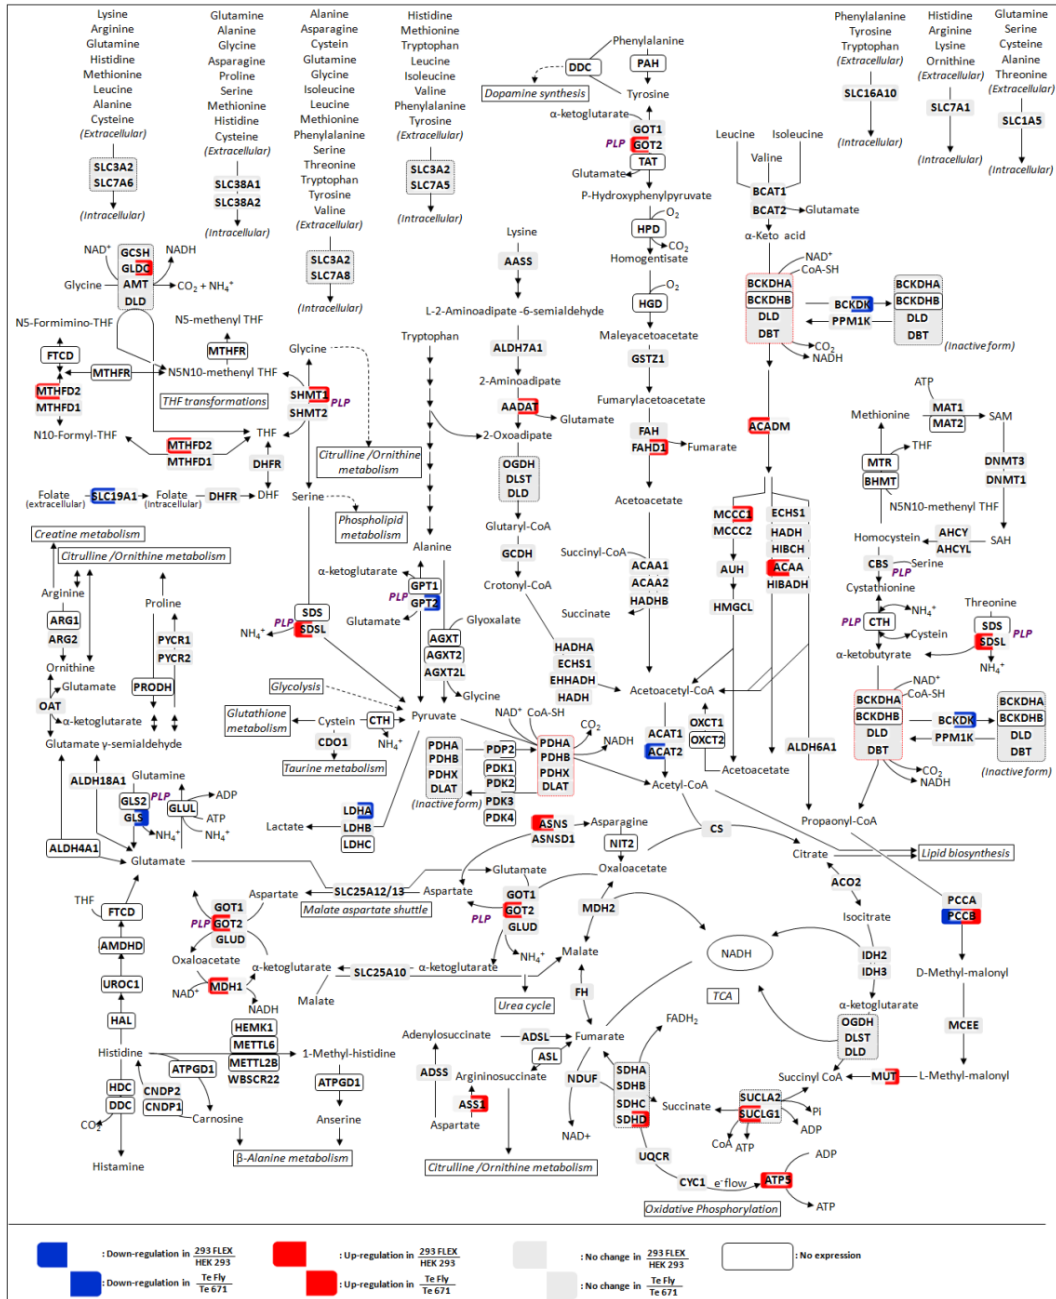 Lysine
Arginine
Glutamine
Histidine
Methionine
Leucine
Alanine
Cysteine
(Extracellular)
SLC3A2
SLC7A6
(Intracellular)
Glutamine
Alanine
Glycine
Asparagine
Proline
Serine
Methionine
Histidine
Cysteine
(Extracellular)
SLC38A1
SLC38A2
(Intracellular)
Alanine
Asparagine
Cystein
Glutamine
Glycine
Isoleucine
Leucine
Methionine
Phenylalanine
Serine
Threonine
Tryptophan
Tyrosine
Valine
(Extracellular)
SLC3A2
SLC7A8
(Intracellular)
Histidine
Methionine
Tryptophan
Leucine
Isoleucine
Valine
Phenylalanine
Tyrosine
(Extracellular)
SLC3A2
SLC7A5
(Intracellular)
Phenylalanine
DDC
PAH
Dopamine synthesis
Tyrosine
α-ketoglutarate
GOT1
PLP
GOT2
TAT
Glutamate
P-Hydroxyphenylpyruvate
O2
HPD
CO2
Homogentisate
O2
HGD
Maleyacetoacetate
GSTZ1
Fumarylacetoacetate
FAH
FAHD1
Fumarate
Acetoacetate
Succinyl-CoA
ACAA1
ACAA2
HADHB
Succinate
Acetoacetyl-CoA
Leucine
Isoleucine
Valine
BCAT1
BCAT2
Glutamate
α-Keto acid
NAD+
CoA-SH
BCKDHA
BCKDHB
DLD
DBT
CO2
NADH
BCKDK
PPM1K
BCKDHA
BCKDHB
DLD
DBT
(Inactive form)
Phenylalanine
Tyrosine
Tryptophan
(Extracellular)
SLC16A10
(Intracellular)
Histidine
Arginine
Lysine
Ornithine
(Extracellular)
SLC7A1
(Intracellular)
Glutamine
Serine
Cysteine
Alanine
Threonine
(Extracellular)
SLC1A5
(Intracellular)
NAD+
GCSH
GLDC
AMT
DLD
NADH
Glycine
CO2 + NH4+
N5-Formimino-THF
N5-methenyl THF
FTCD
MTHFR
MTHFR
N5N10-methenyl THF
MTHFD2
MTHFD1
THF transformations
N10-Formyl-THF
MTHFD2
MTHFD1
THF
DHFR
Folate
(extracellular)
SLC19A1
Folate
(Intracellular)
DHFR
DHF
Glycine
SHMT1
PLP
SHMT2
Citrulline /Ornithine
metabolism
Serine
Phospholipid
metabolism
Tryptophan
Alanine
Lysine
AASS
L-2-Aminodipate -6-semialdehyde
ALDH7A1
2-Aminoadipate
AADAT
Glutamate
2-Oxoadipate
OGDH
DLST
DLD
Glutaryl-CoA
GCDH
Crotonyl-CoA
HADHA
ECHS1
EHHADH
HADH
ACADM
MCCC1
MCCC2
AUH
HMGCL
ECHS1
HADH
HIBCH
ACAA
HIBADH
ATP
MAT1
MAT2
Methionine
SAM
THF
MTR
BHMT
DNMT3
DNMT1
N5N10-methenyl THF
AHCY
AHCYL
Homocystein
SAH
CBS
Serine
PLP
Cystathionine
NH4+
PLP
CTH
Cystein
α-ketobutyrate
Threonine
SDS
SDSL
PLP
NH4+
NAD+
CoA-SH
BCKDHA
BCKDHB
DLD
DBT
CO2
NADH
BCKDK
PPM1K
BCKDHA
BCKDHB
DLD
DBT
(Inactive form)
Propaonyl-CoA
Creatine metabolism
Citrulline /Ornithine metabolism
Arginine
ARG1
ARG2
Ornithine
Proline
PYCR1
PYCR2
PRODH
Glutamate
OAT
α-ketoglutarate
Glutamate γ-semialdehyde
ALDH18A1
Glutamine
GLS2
PLP
GLS
NH4+
GLUL
ADP
ATP
NH4+
ALDH4A1
Glutamate
SDS
PLP
SDSL
NH4+
α-ketoglutarate
GPT1
PLP
GPT2
Glutamate
AGXT
AGXT2
AGXT2L
Glyoxalate
Glycine
Glycolysis
Glutathione
metabolism
Cystein
CTH
Pyruvate
CDO1
NH4+
Taurine metabolism
Lactate
LDHA
LDHB
LDHC
NAD+
CoA-SH
PDHA
PDHB
PDHX
DLAT
(Inactive form)
PDP2
PDK1
PDK2
PDK3
PDK4
PDHA
PDHB
PDHX
DLAT
CO2
NADH
ACAT1
ACAT2
Acetyl-CoA
OXCT1
OXCT2
Acetoacetate
ALDH6A1
ASNS
ASNSD1
Asparagine
NIT2
Oxaloacetate
CS
Citrate
Lipid biosynthesis
Aspartate
SLC25A12/13
Aspartate
Malate aspartate shuttle
Glutamate
GOT1
PLP
GOT2
GLUD
NH4+
α-ketoglutarate
SLC25A10
α-ketoglutarate
Malate
Malate
MDH2
Urea cycle
FH
GOT1
PLP
GOT2
GLUD
Oxaloacetate
NAD+
MDH1
NADH
THF
FTCD
AMDHD
UROC1
HAL
Histidine
HEMK1
METTL6
METTL2B
WBSCR22
1-Methyl-histidine
ATPGD1
CNDP2
CNDP1
HDC
DDC
CO2
Carnosine
ATPGD1
Anserine
Histamine
β-Alanine metabolism
Adenylosuccinate
ADSL
Fumarate
ASL
ADSS
Argininosuccinate
ASS1
Aspartate
Citrulline /Ornithine metabolism
NDUF
NAD+
FADH2
SDHA
SDHB
SDHC
SDHD
Succinate
UQCR
CYC1
e- flow
ATP5
ADP
ATP
Oxidative Phosphorylation
NADH
TCA
ACO2
Isocitrate
IDH2
IDH3
α-ketoglutarate
OGDH
DLST
DLD
Succinyl CoA
SUCLA2
SUCLG1
Pi
ADP
CoA
ATP
PCCA
PCCB
D-Methyl-malonyl
MCEE
L-Methyl-malonyl
MUT
: Down-regulation in 293 FLEX / HEK 293
: Up-regulation in 293 FLEX / HEK 293
: No change in 293 FLEX / HEK 293
: No expression
: Down-regulation in Te Fly / Te 671
: Up-regulation in Te Fly / Te 671
: No change in Te Fly / Te 671